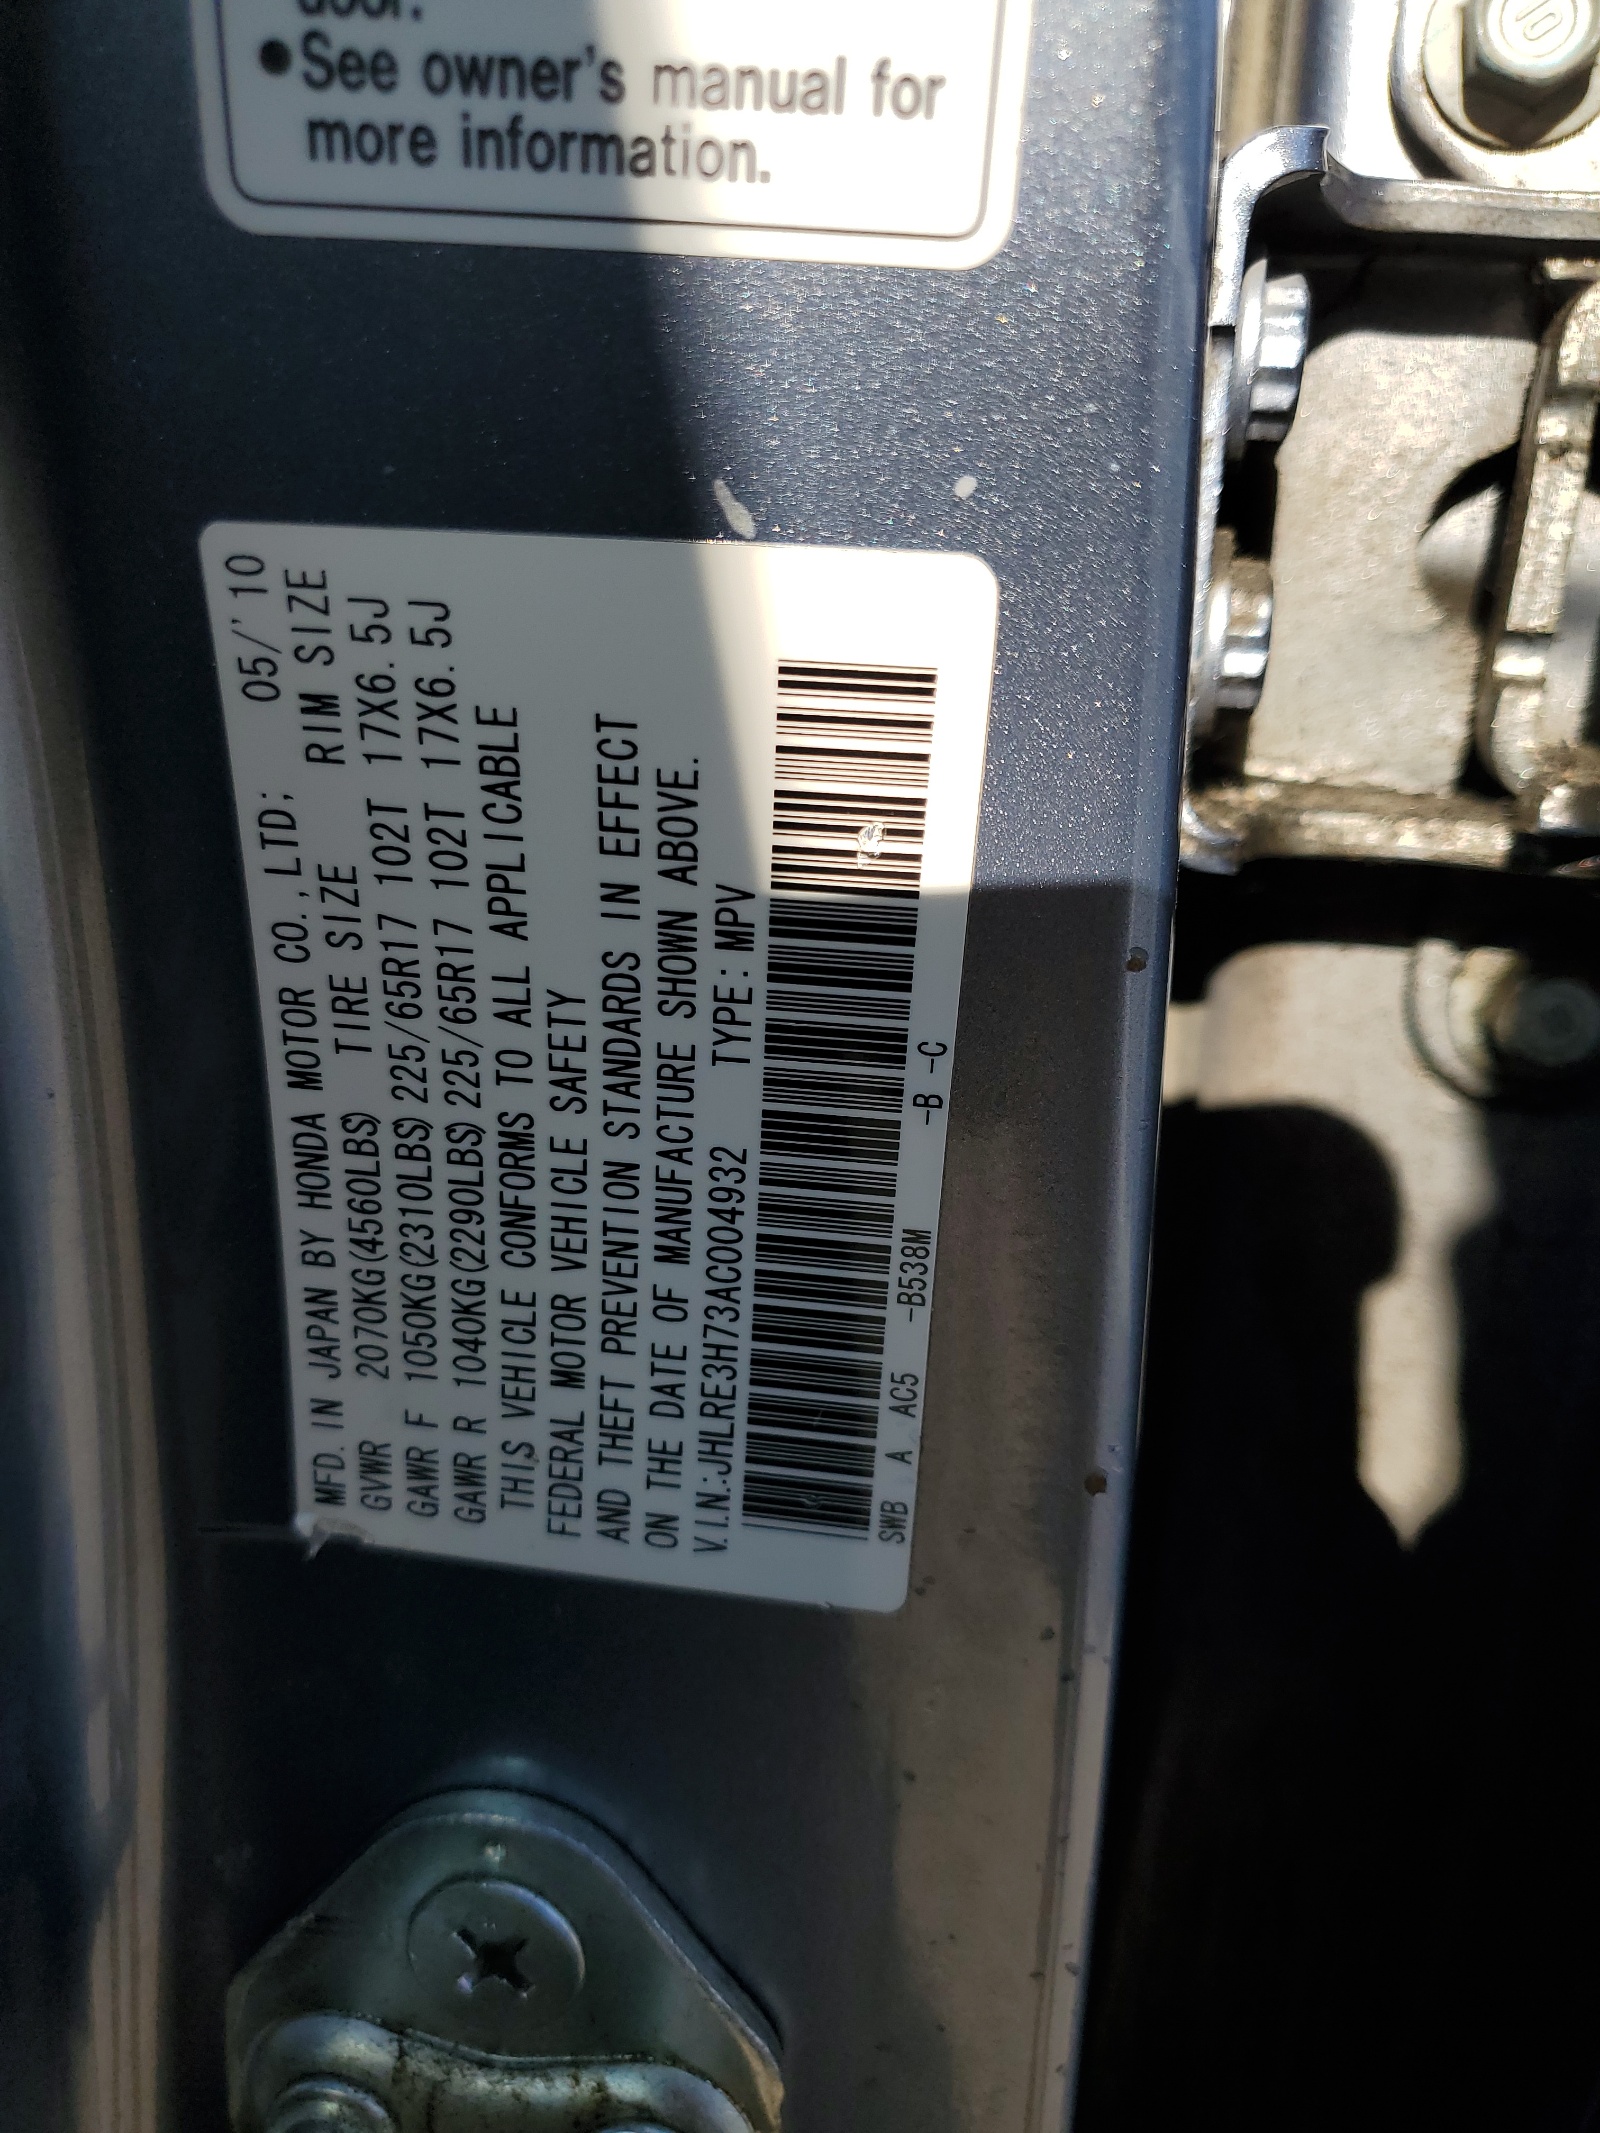 door.
●See owner's manual for
more information.
MFD. IN JAPAN BY HONDA MOTOR CO.,LTD; 05/'10
GVWR 2070KG(4560LBS) TIRE SIZE RIM SIZE
GAWR F 1050KG(2310LBS) 225/65R17 102T 17X6.5J
GAWR R 1040KG(2290LBS) 225/65R17 102T 17X6.5J
THIS VEHICLE CONFORMS TO ALL APPLICABLE
FEDERAL MOTOR VEHICLE SAFETY
AND THEFT PREVENTION STANDARDS IN EFFECT
ON THE DATE OF MANUFACTURE SHOWN ABOVE.
V.I.N.:JHLRE3H73AC004932 TYPE:MPV
SWB A AC5 -B538M -B -C
10